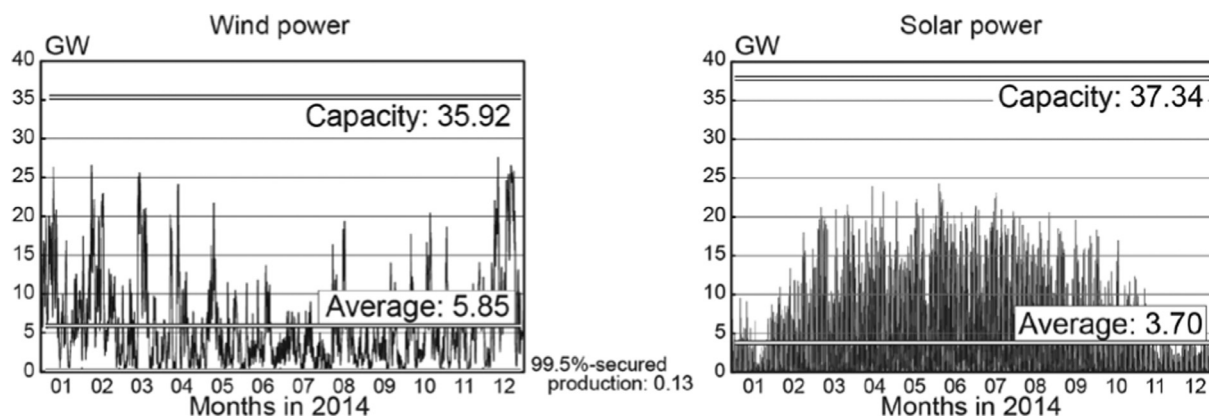 Wind power
GW
40
35
30
25
20
15
10
5
0
Capacity: 35.92
Average: 5.85
01 02 03 04 05 06 07 08 09 10 11 12
Months in 2014
99.5%-secured
production: 0.13
Solar power
GW
40
35
30
25
20
15
10
5
0
Capacity: 37.34
Average: 3.70
01 02 03 04 05 06 07 08 09 10 11 12
Months in 2014